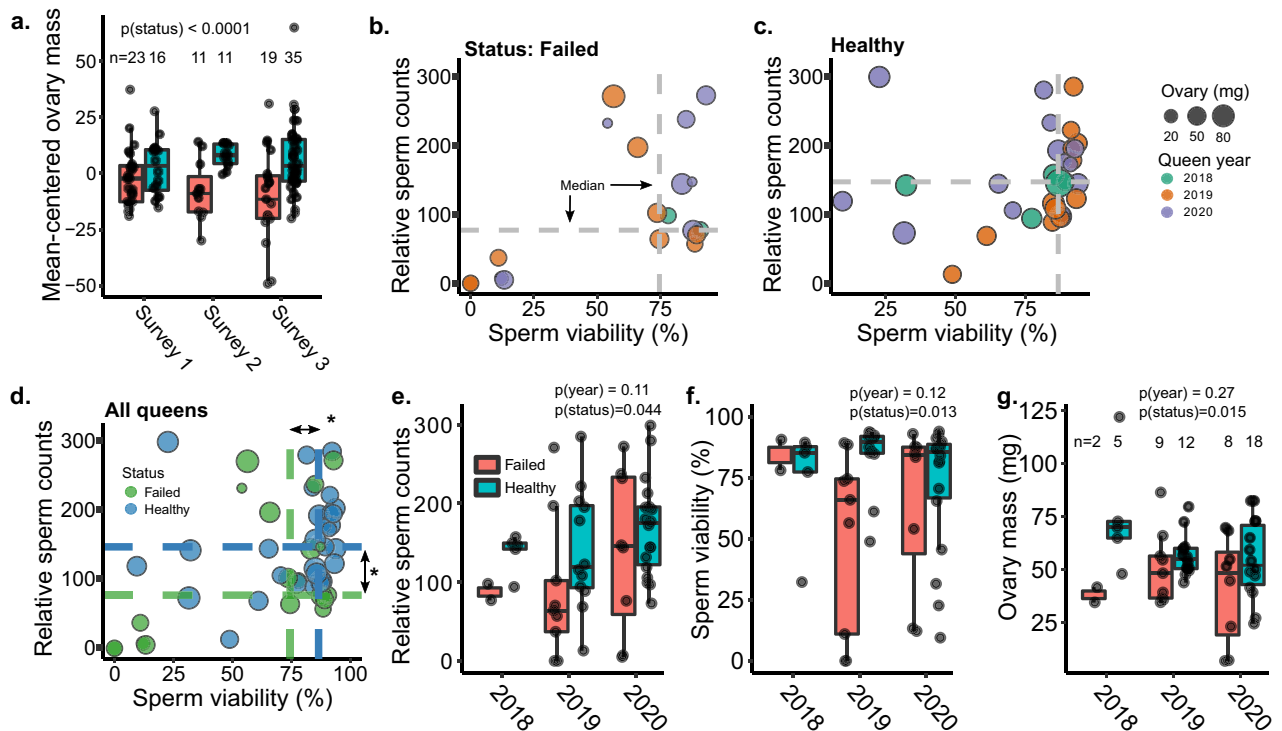 a.
p(status) < 0.0001
n=23 16 11 11 19 35
Mean-centered ovary mass
50
25
0
−25
−50
Survey 1
Survey 2
Survey 3
b.
Status: Failed
Relative sperm counts
300
200
100
0
Median
0 25 50 75
Sperm viability (%)
c.
Healthy
Relative sperm counts
300
200
100
0
25 50 75
Sperm viability (%)
Ovary (mg)
20 50 80
Queen year
2018
2019
2020
d.
All queens
*
Relative sperm counts
300
200
100
0
Status
Failed
Healthy
*
0 25 50 75 100
Sperm viability (%)
e.
p(year) = 0.11
p(status)=0.044
Relative sperm counts
300
200
100
0
Failed
Healthy
2018
2019
2020
f.
p(year) = 0.12
p(status)=0.013
Sperm viability (%)
100
75
50
25
0
2018
2019
2020
g.
p(year) = 0.27
p(status)=0.015
n=2 5 9 12 8 18
Ovary mass (mg)
125
100
75
50
25
2018
2019
2020